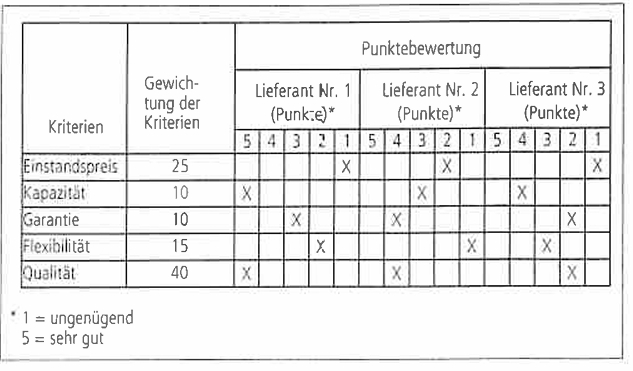 Punktebewertung
Kriterien
Gewich-
tung der
Kriterien
Lieferant Nr. 1
(Punkte)*
Lieferant Nr. 2
(Punkte)*
Lieferant Nr. 3
(Punkte)*
5 4 3 2 1 5 4 3 2 1 5 4 3 2 1
Einstandspreis 25 X X X
Kapazität 10 X X X
Garantie 10 X X X
Flexibilität 15 X X X
Qualität 40 X X X
* 1 = ungenügend
5 = sehr gut